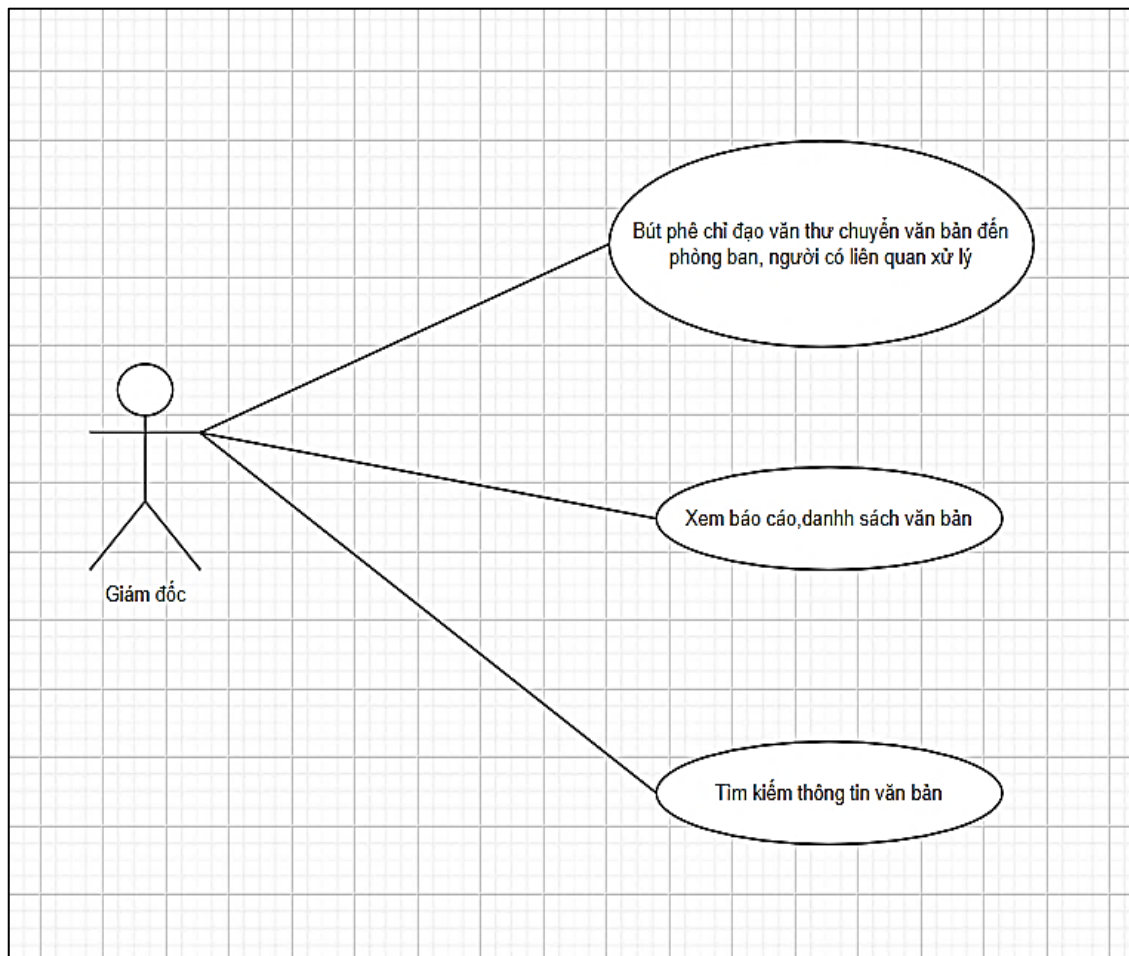 Bút phê chỉ đạo văn thư chuyển văn bản đến
phòng ban, người có liên quan xử lý
Xem báo cáo,danhh sách văn bản
Giám đốc
Tìm kiếm thông tin văn bản